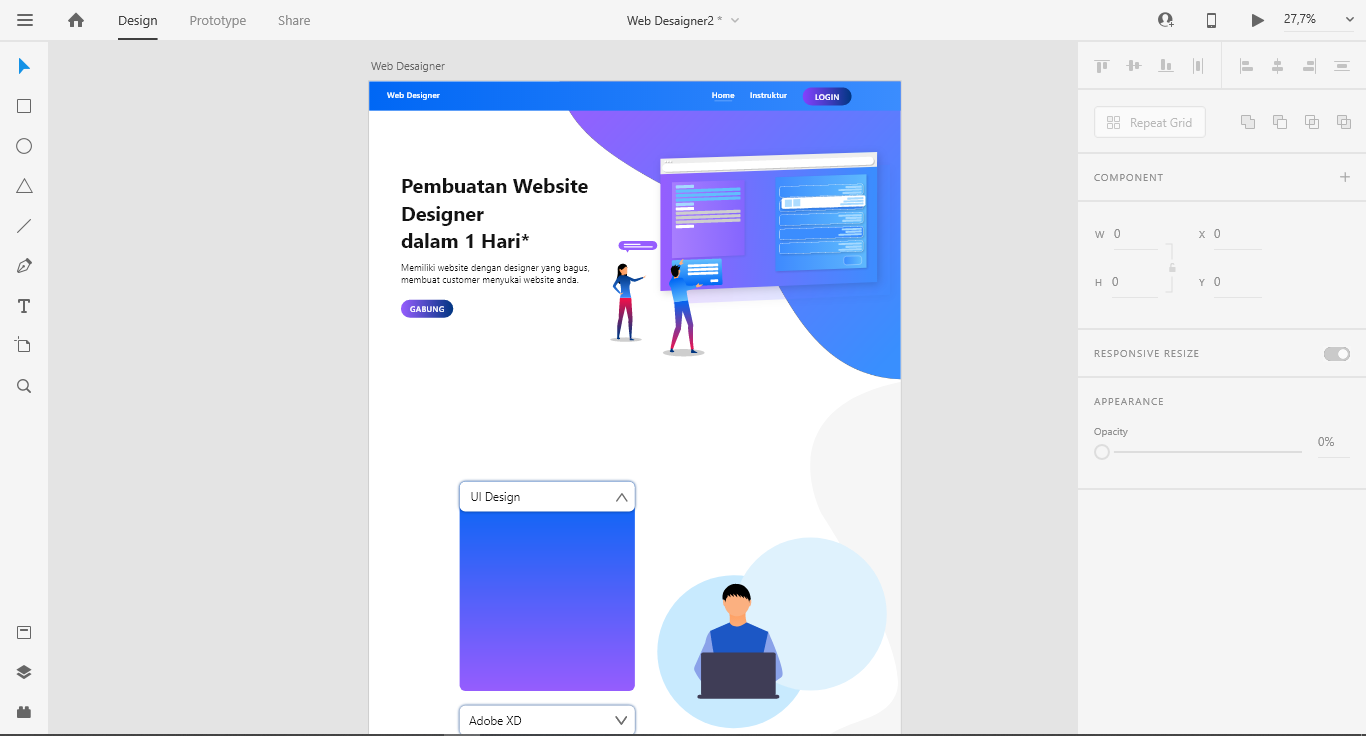 Design
Prototype
Share
Web Desaigner2 *
27,7%
Web Desaigner
Web Designer
Home
Instruktur
LOGIN
Pembuatan Website
Designer
dalam 1 Hari*
Memiliki website dengan designer yang bagus,
membuat customer menyukai website anda.
GABUNG
UI Design
Adobe XD
Repeat Grid
COMPONENT
W 0
X 0
H 0
Y 0
RESPONSIVE RESIZE
APPEARANCE
Opacity
0%